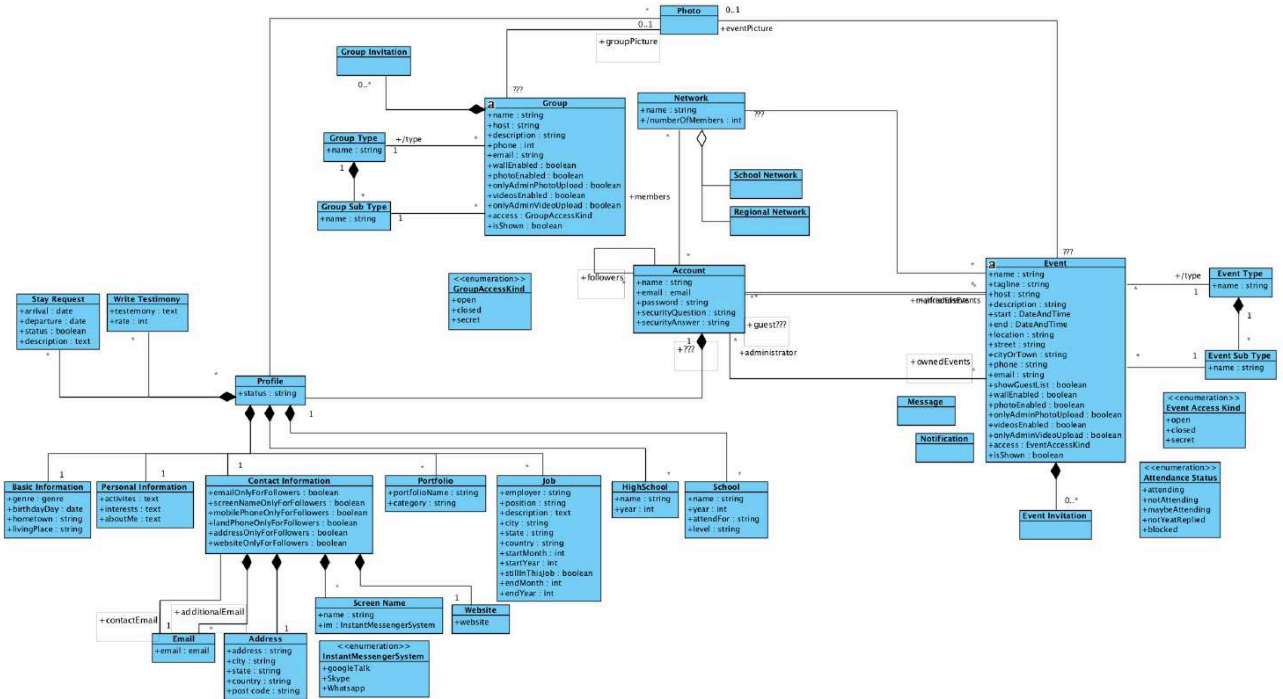 *
Photo
0..1
0..1
+groupPicture
+eventPicture
Group Invitation
0..*
???
a
Group
+name : string
+host : string
+description : string
+phone : int
+email : string
+wallEnabled : boolean
+photoEnabled : boolean
+onlyAdminPhotoUpload : boolean
+videosEnabled : boolean
+onlyAdminVideoUpload : boolean
+access : GroupAccessKind
+isShown : boolean
Network
+name : string
+/numberOfMembers : int
???
*
Group Type
+name : string
+/type
1
*
1
*
Group Sub Type
+name : string
1
*
School Network
Regional Network
+members
*
<<enumeration>>
GroupAccessKind
+open
+closed
+secret
+followers
*
Account
+name : string
+email : email
+password : string
+securityQuestion : string
+securityAnswer : string
1
+???
*
+guest???
*
+administrator
+ownedEvents
*
*
*
???
a
Event
+name : string
+tagline : string
+host : string
+description : string
+start : DateAndTime
+end : DateAndTime
+location : string
+street : string
+cityOrTown : string
+phone : string
+email : string
+showGuestList : boolean
+wallEnabled : boolean
+photoEnabled : boolean
+onlyAdminPhotoUpload : boolean
+videosEnabled : boolean
+onlyAdminVideoUpload : boolean
+access : EventAccessKind
+isShown : boolean
+/type
*
1
Event Type
+name : string
1
*
*
1
Event Sub Type
+name : string
<<enumeration>>
Event Access Kind
+open
+closed
+secret
<<enumeration>>
Attendance Status
+attending
+notAttending
+maybeAttending
+notYeatReplied
+blocked
0..*
Event Invitation
Message
Notification
Stay Request
+arrival : date
+departure : date
+status : boolean
+description : text
*
Write Testimony
+testemony : text
+rate : int
*
*
Profile
+status : string
1
1
1
1
*
*
*
*
Basic Information
+genre : genre
+birthdayDay : date
+hometown : string
+livingPlace : string
Personal Information
+activites : text
+interests : text
+aboutMe : text
Contact Information
+emailOnlyForFollowers : boolean
+screenNameOnlyForFollowers : boolean
+mobilePhoneOnlyForFollowers : boolean
+landPhoneOnlyForFollowers : boolean
+addressOnlyForFollowers : boolean
+websiteOnlyForFollowers : boolean
Portfolio
+portfolioName : string
+category : string
Job
+employer : string
+position : string
+description : text
+city : string
+state : string
+country : string
+startMonth : int
+startYear : int
+stillInThisJob : boolean
+endMonth : int
+endYear : int
HighSchool
+name : string
+year : int
School
+name : string
+year : int
+attendFor : string
+level : string
+contactEmail
1
+additionalEmail
*
1
*
1
Email
+email : email
Address
+address : string
+city : string
+state : string
+country : string
+post code : string
Screen Name
+name : string
+im : InstantMessengerSystem
Website
+website
<<enumeration>>
InstantMessengerSystem
+googleTalk
+Skype
+Whatsapp